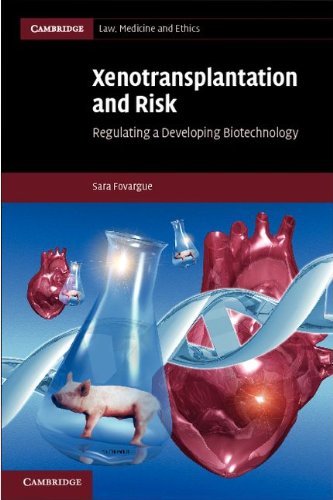 CAMBRIDGE Law, Medicine and Ethics
Xenotransplantation
and Risk
Regulating a Developing Biotechnology
Sara Fovargue
CAMBRIDGE